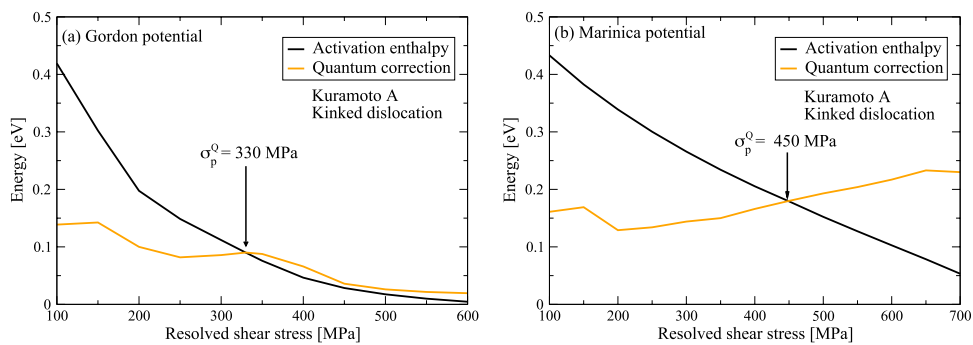 (a) Gordon potential
Activation enthalpy
Quantum correction
Kuramoto A
Kinked dislocation
σ_p^Q = 330 MPa
Energy [eV]
0
0.1
0.2
0.3
0.4
0.5
100
200
300
400
500
600
Resolved shear stress [MPa]
(b) Marinica potential
Activation enthalpy
Quantum correction
Kuramoto A
Kinked dislocation
σ_p^Q = 450 MPa
Energy [eV]
0
0.1
0.2
0.3
0.4
0.5
100
200
300
400
500
600
700
Resolved shear stress [MPa]